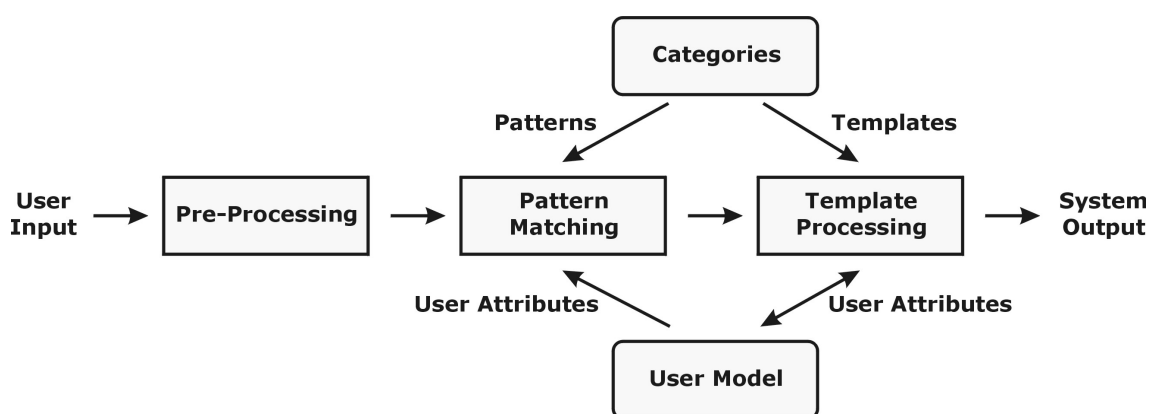 Categories
Patterns
Templates
User
Input
Pre-Processing
Pattern
Matching
Template
Processing
System
Output
User Attributes
User Attributes
User Model